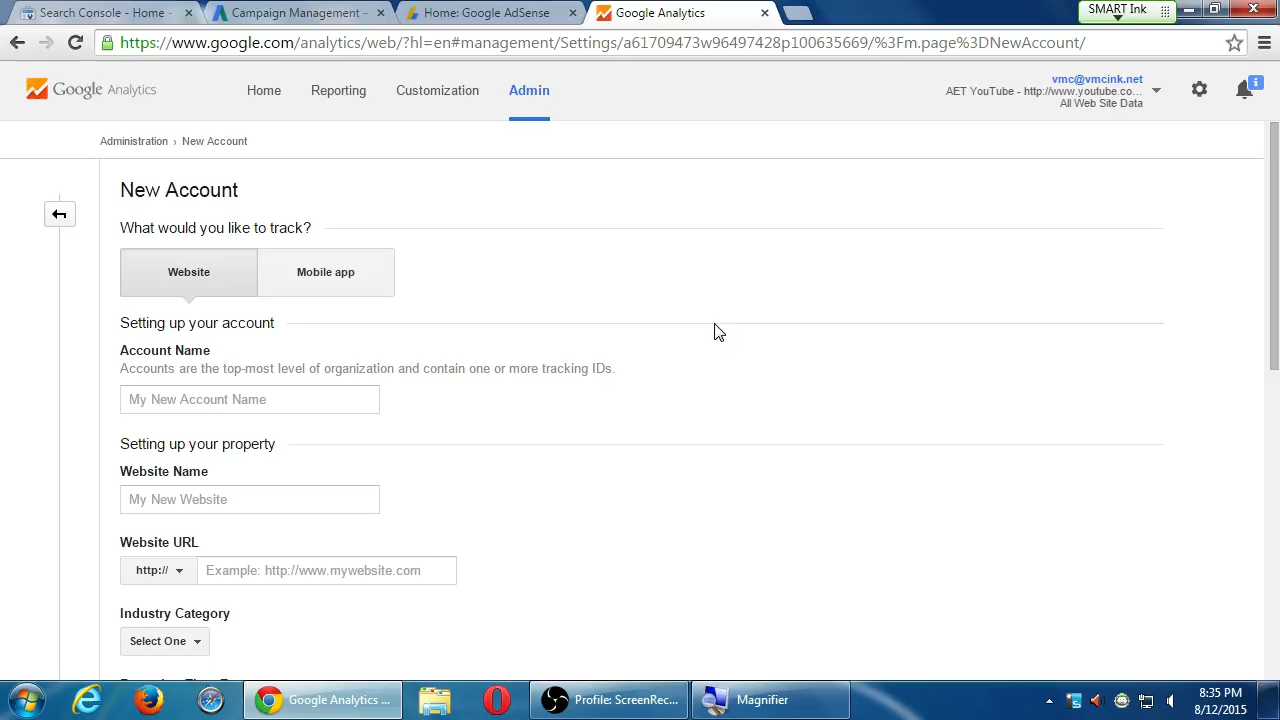 Search Console - Home -
Campaign Management -
Home: Google AdSense
Google Analytics
SMART Ink
https://www.google.com/analytics/web/?hl=en#management/Settings/a61709473w96497428p100635669/%3Fm.page%3DNewAccount/
Google Analytics
Home
Reporting
Customization
Admin
vmc@vmcink.net
AET YouTube - http://www.youtube.co...
All Web Site Data
Administration › New Account
New Account
What would you like to track?
Website
Mobile app
Setting up your account
Account Name
Accounts are the top-most level of organization and contain one or more tracking IDs.
My New Account Name
Setting up your property
Website Name
My New Website
Website URL
http://
Example: http://www.mywebsite.com
Industry Category
Select One
Google Analytics ...
Profile: ScreenRec...
Magnifier
8:35 PM
8/12/2015